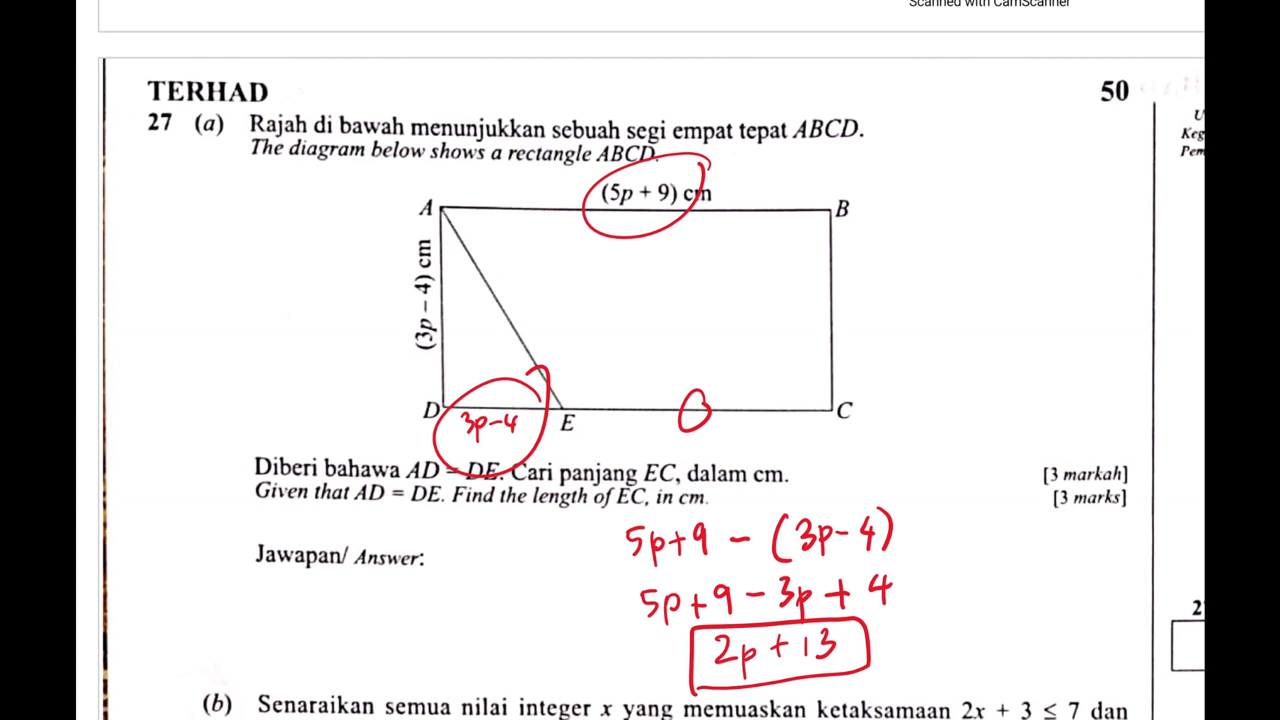 Scanned with CamScanner
TERHAD 50
27 (a) Rajah di bawah menunjukkan sebuah segi empat tepat ABCD.
The diagram below shows a rectangle ABCD.
(5p + 9) cm
A
B
(3p – 4) cm
D
3p-4
E
C
Diberi bahawa AD = DE. Cari panjang EC, dalam cm. [3 markah]
Given that AD = DE. Find the length of EC, in cm. [3 marks]
5p+9 - (3p-4)
Jawapan/ Answer:
5p+9-3p+4
2p+13
(b) Senaraikan semua nilai integer x yang memuaskan ketaksamaan 2x + 3 ≤ 7 dan
U
Keg
Pem
2